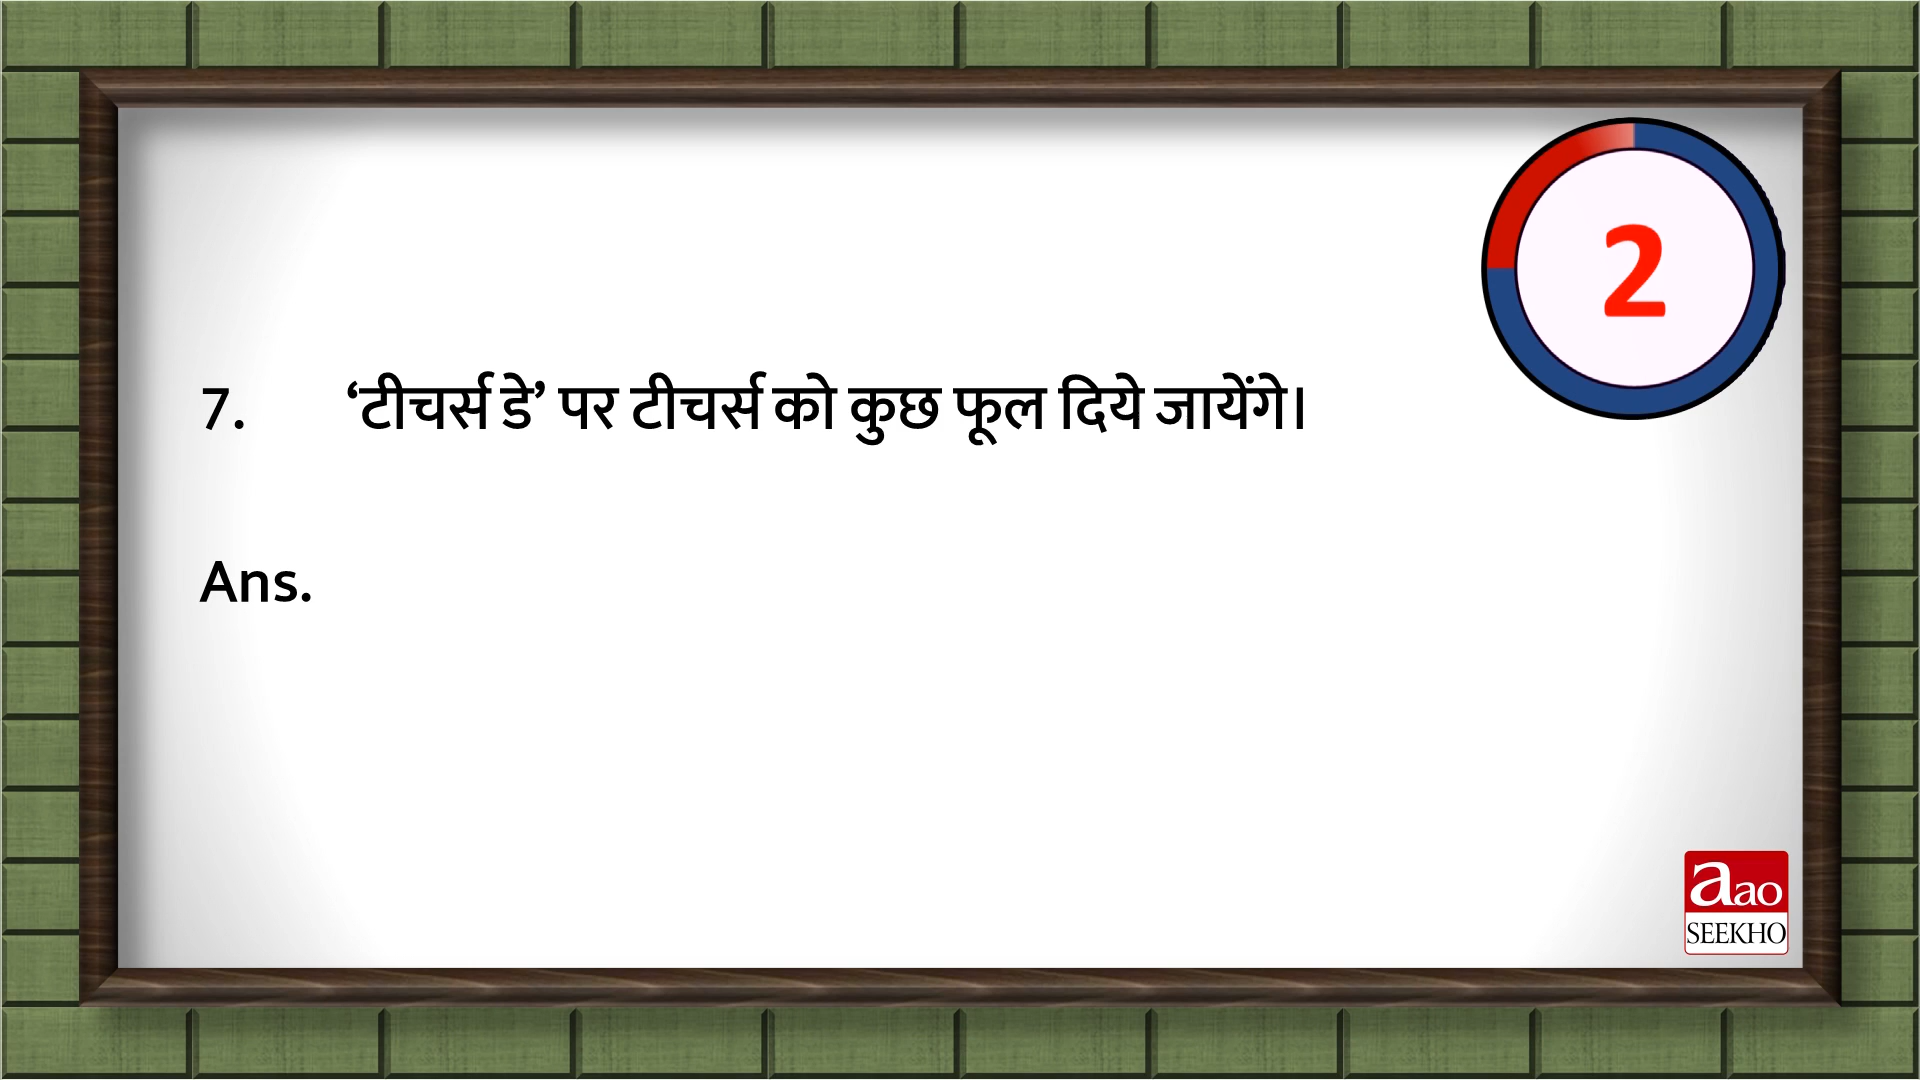 2
7. ‘टीचर्स डे’ पर टीचर्स को कुछ फूल दिये जायेंगे।
Ans.
aao
SEEKHO